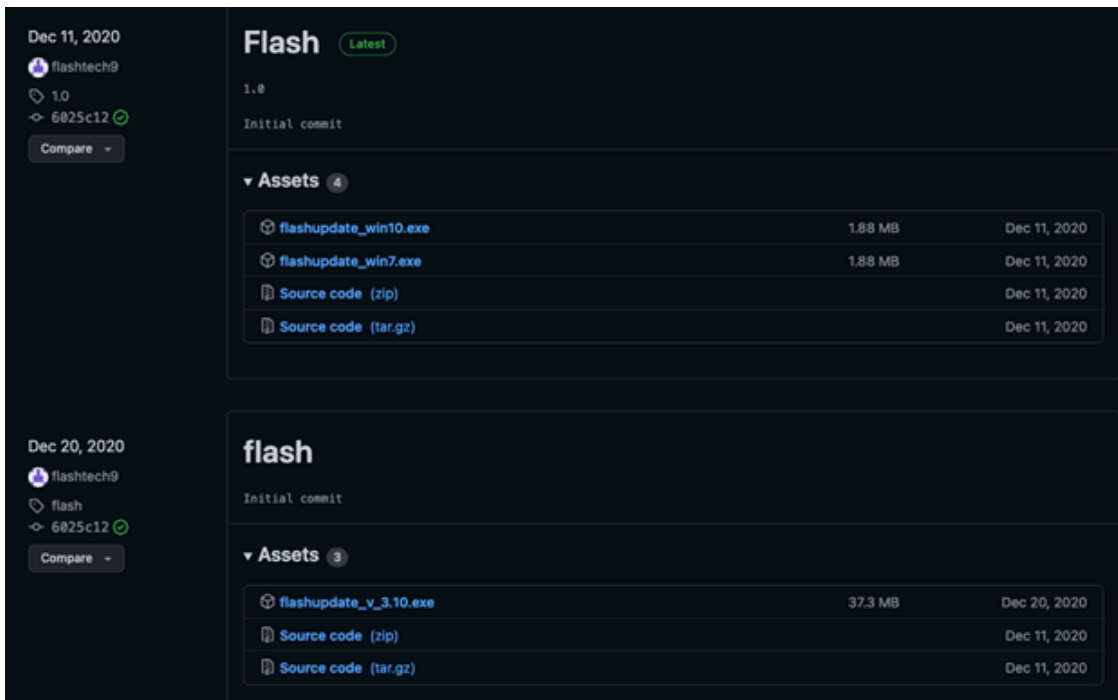 Dec 11, 2020
flashtech9
1.0
6025c12
Compare
Flash Latest
1.0
Initial commit
Assets 4
flashupdate_win10.exe 1.88 MB Dec 11, 2020
flashupdate_win7.exe 1.88 MB Dec 11, 2020
Source code (zip) Dec 11, 2020
Source code (tar.gz) Dec 11, 2020
Dec 20, 2020
flashtech9
flash
6025c12
Compare
flash
Initial commit
Assets 3
flashupdate_v_3.10.exe 37.3 MB Dec 20, 2020
Source code (zip) Dec 11, 2020
Source code (tar.gz) Dec 11, 2020